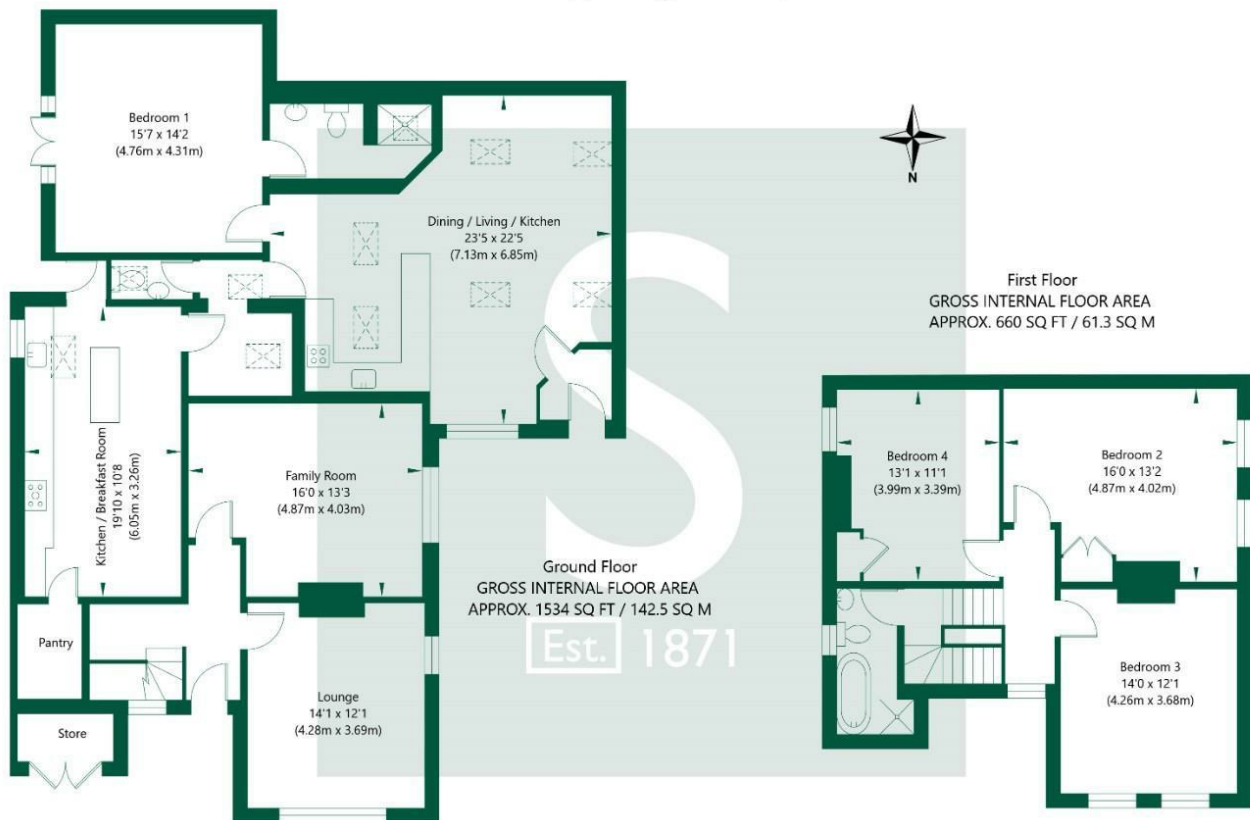 Bedroom 1
15'7 x 14'2
(4.76m x 4.31m)
Dining / Living / Kitchen
23'5 x 22'5
(7.13m x 6.85m)
N
Kitchen / Breakfast Room
19'10 x 10'8
(6.05m x 3.26m)
Family Room
16'0 x 13'3
(4.87m x 4.03m)
Pantry
Store
Lounge
14'1 x 12'1
(4.28m x 3.69m)
Ground Floor
GROSS INTERNAL FLOOR AREA
APPROX. 1534 SQ FT / 142.5 SQ M
S
Est. 1871
First Floor
GROSS INTERNAL FLOOR AREA
APPROX. 660 SQ FT / 61.3 SQ M
Bedroom 4
13'1 x 11'1
(3.99m x 3.39m)
Bedroom 2
16'0 x 13'2
(4.87m x 4.02m)
Bedroom 3
14'0 x 12'1
(4.26m x 3.68m)